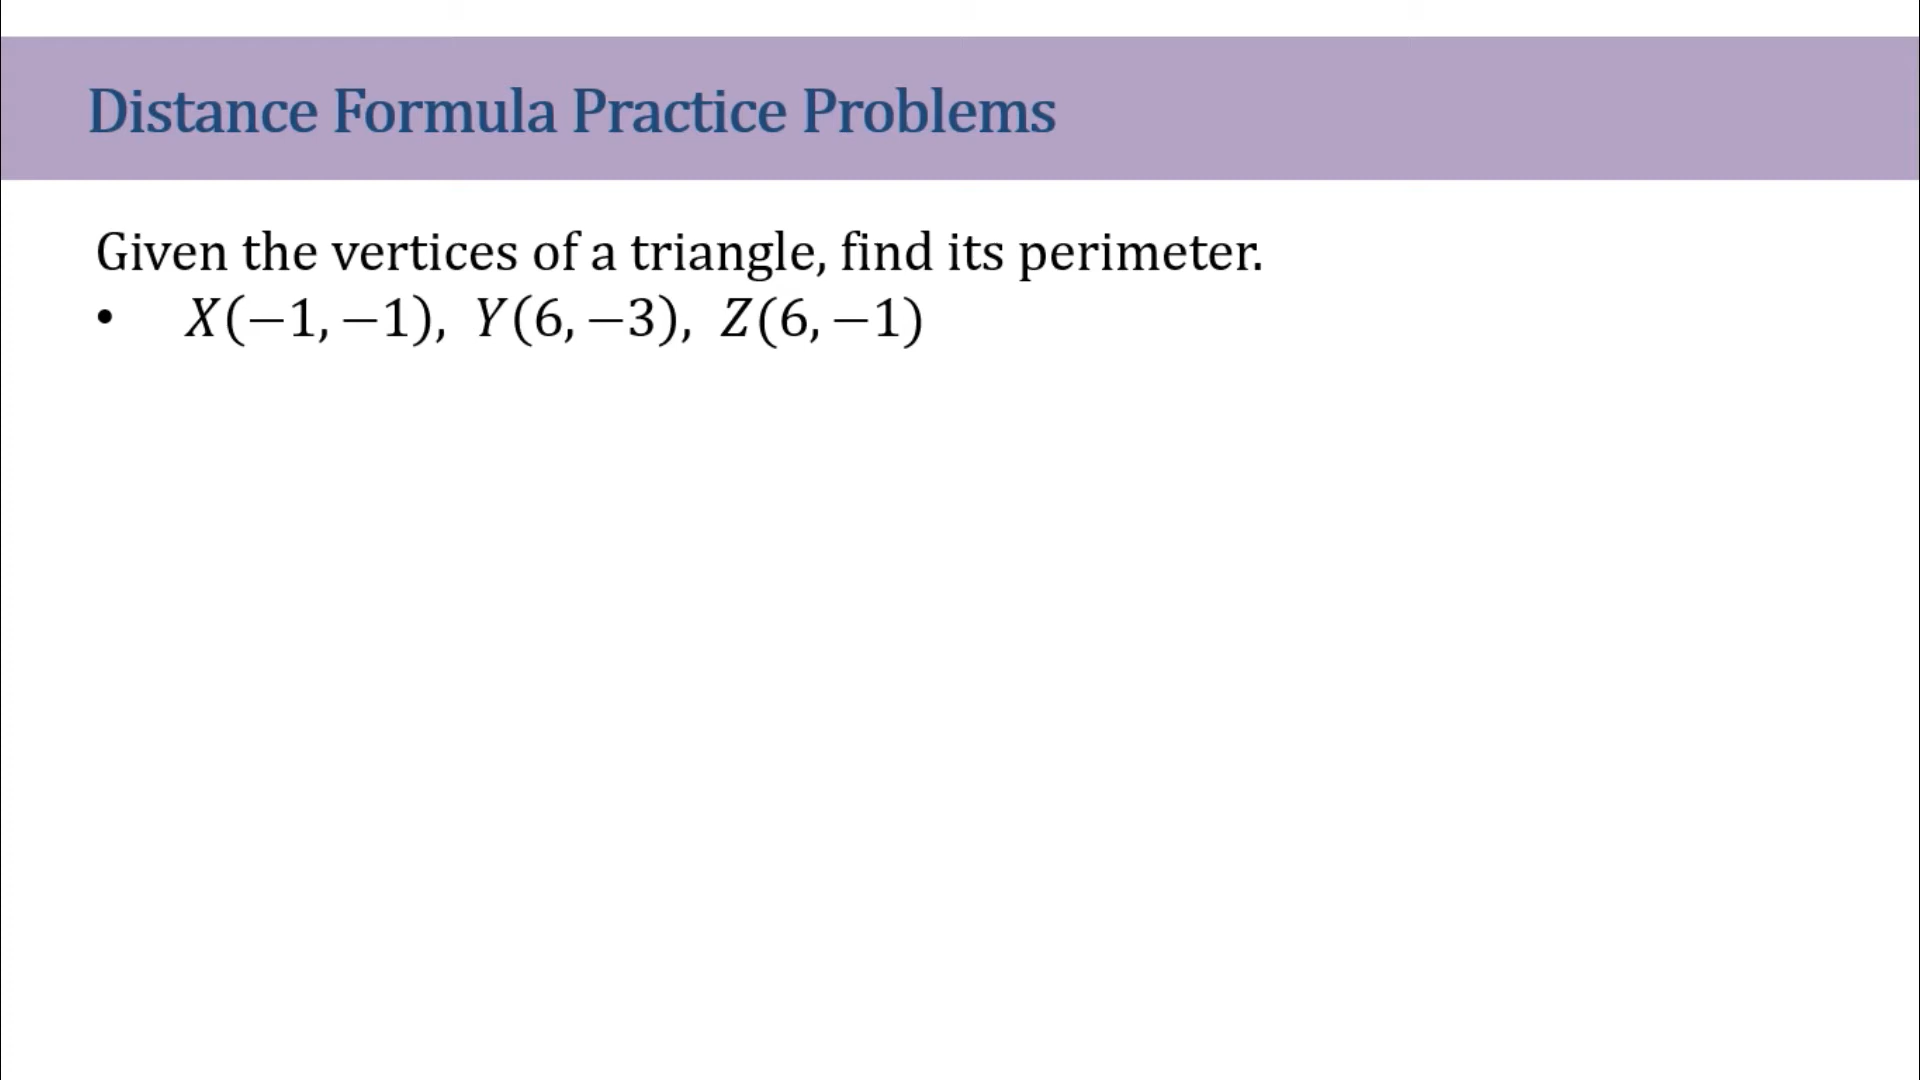 Distance Formula Practice Problems
Given the vertices of a triangle, find its perimeter.
• X(−1, −1), Y(6, −3), Z(6, −1)